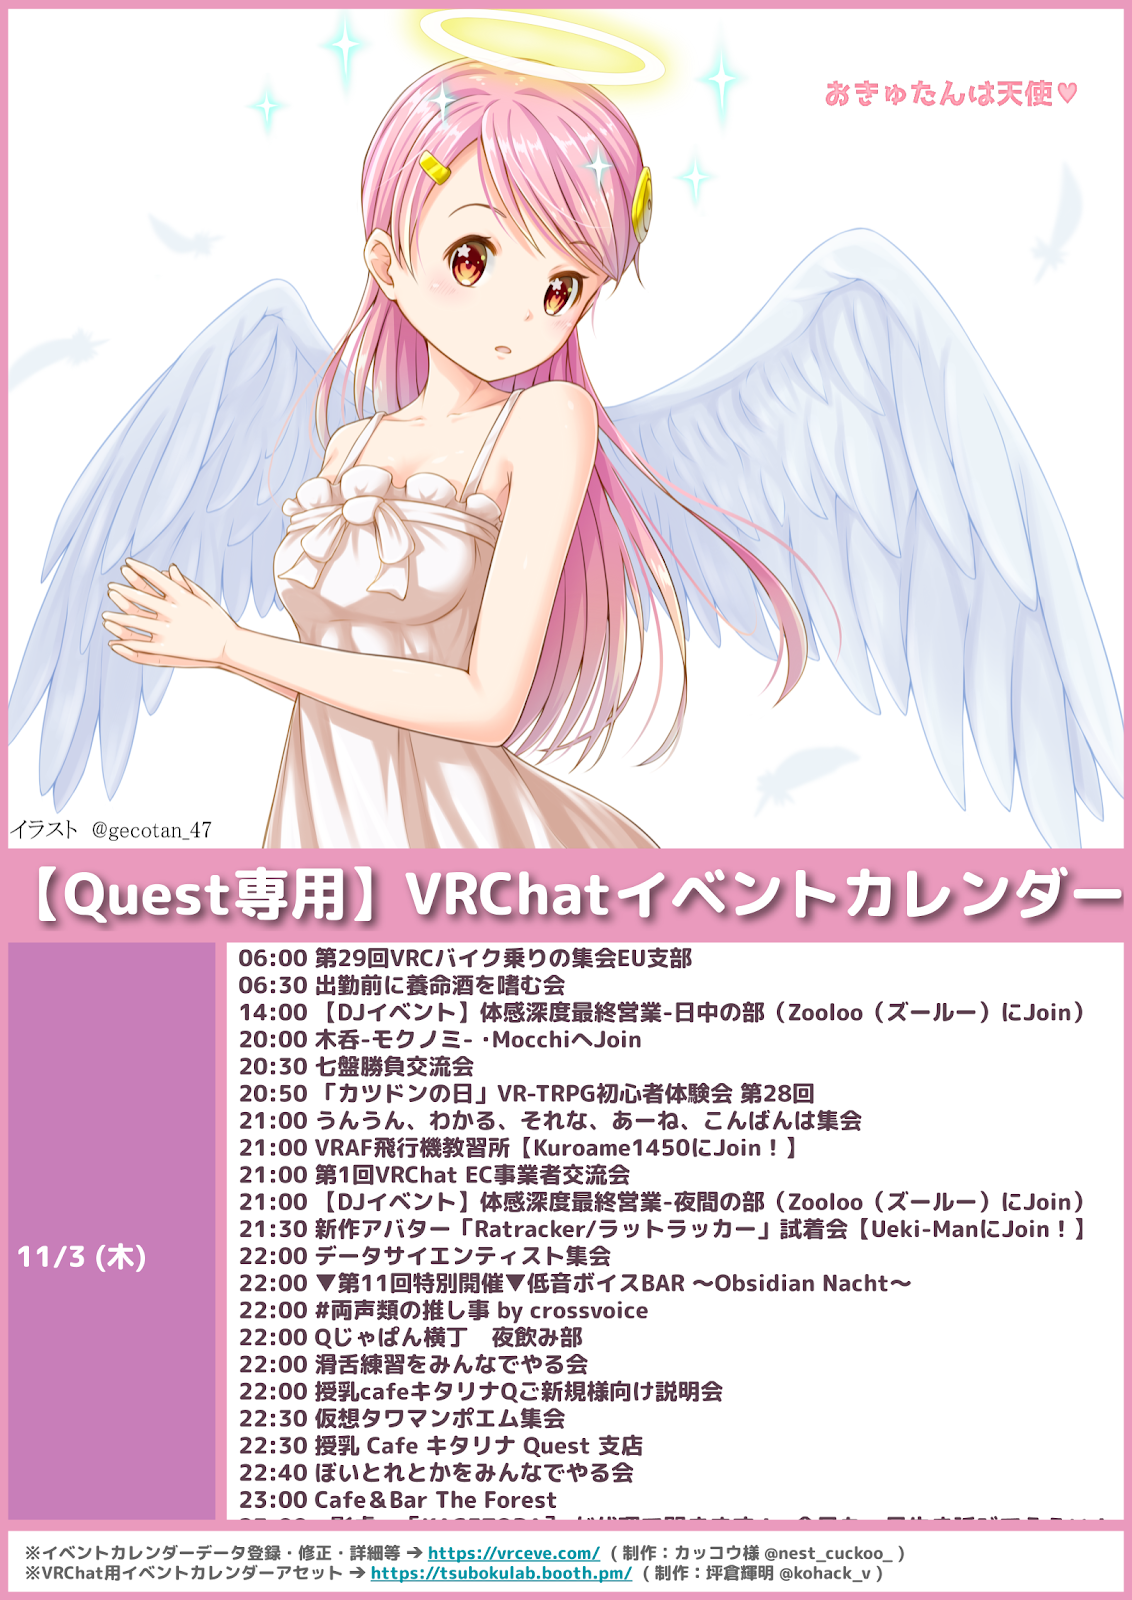 おきゅたんは天使♥
イラスト @gecotan_47
【Quest専用】VRChatイベントカレンダー
11/3 (木)
06:00 第29回VRCバイク乗りの集会EU支部
06:30 出勤前に養命酒を嗜む会
14:00 【DJイベント】体感深度最終営業-日中の部（Zooloo（ズールー）にJoin）
20:00 木呑-モクノミ- ･MocchiへJoin
20:30 七盤勝負交流会
20:50 「カツドンの日」VR-TRPG初心者体験会 第28回
21:00 うんうん、わかる、それな、あーね、こんばんは集会
21:00 VRAF飛行機教習所【Kuroame1450にJoin！】
21:00 第1回VRChat EC事業者交流会
21:00 【DJイベント】体感深度最終営業-夜間の部（Zooloo（ズールー）にJoin）
21:30 新作アバター「Ratracker/ラットラッカー」試着会【Ueki-ManにJoin！】
22:00 データサイエンティスト集会
22:00 ▼第11回特別開催▼低音ボイスBAR ～Obsidian Nacht～
22:00 #両声類の推し事 by crossvoice
22:00 Qじゃぱん横丁　夜飲み部
22:00 滑舌練習をみんなでやる会
22:00 授乳cafeキタリナQご新規様向け説明会
22:30 仮想タワマンポエム集会
22:30 授乳 Cafe キタリナ Quest 支店
22:40 ぼいとれとかをみんなでやる会
23:00 Cafe＆Bar The Forest
※イベントカレンダーデータ登録・修正・詳細等 ➔ https://vrceve.com/ （制作：カッコウ様 @nest_cuckoo_ ）
※VRChat用イベントカレンダーアセット ➔ https://tsubokulab.booth.pm/ （制作：坪倉輝明 @kohack_v ）